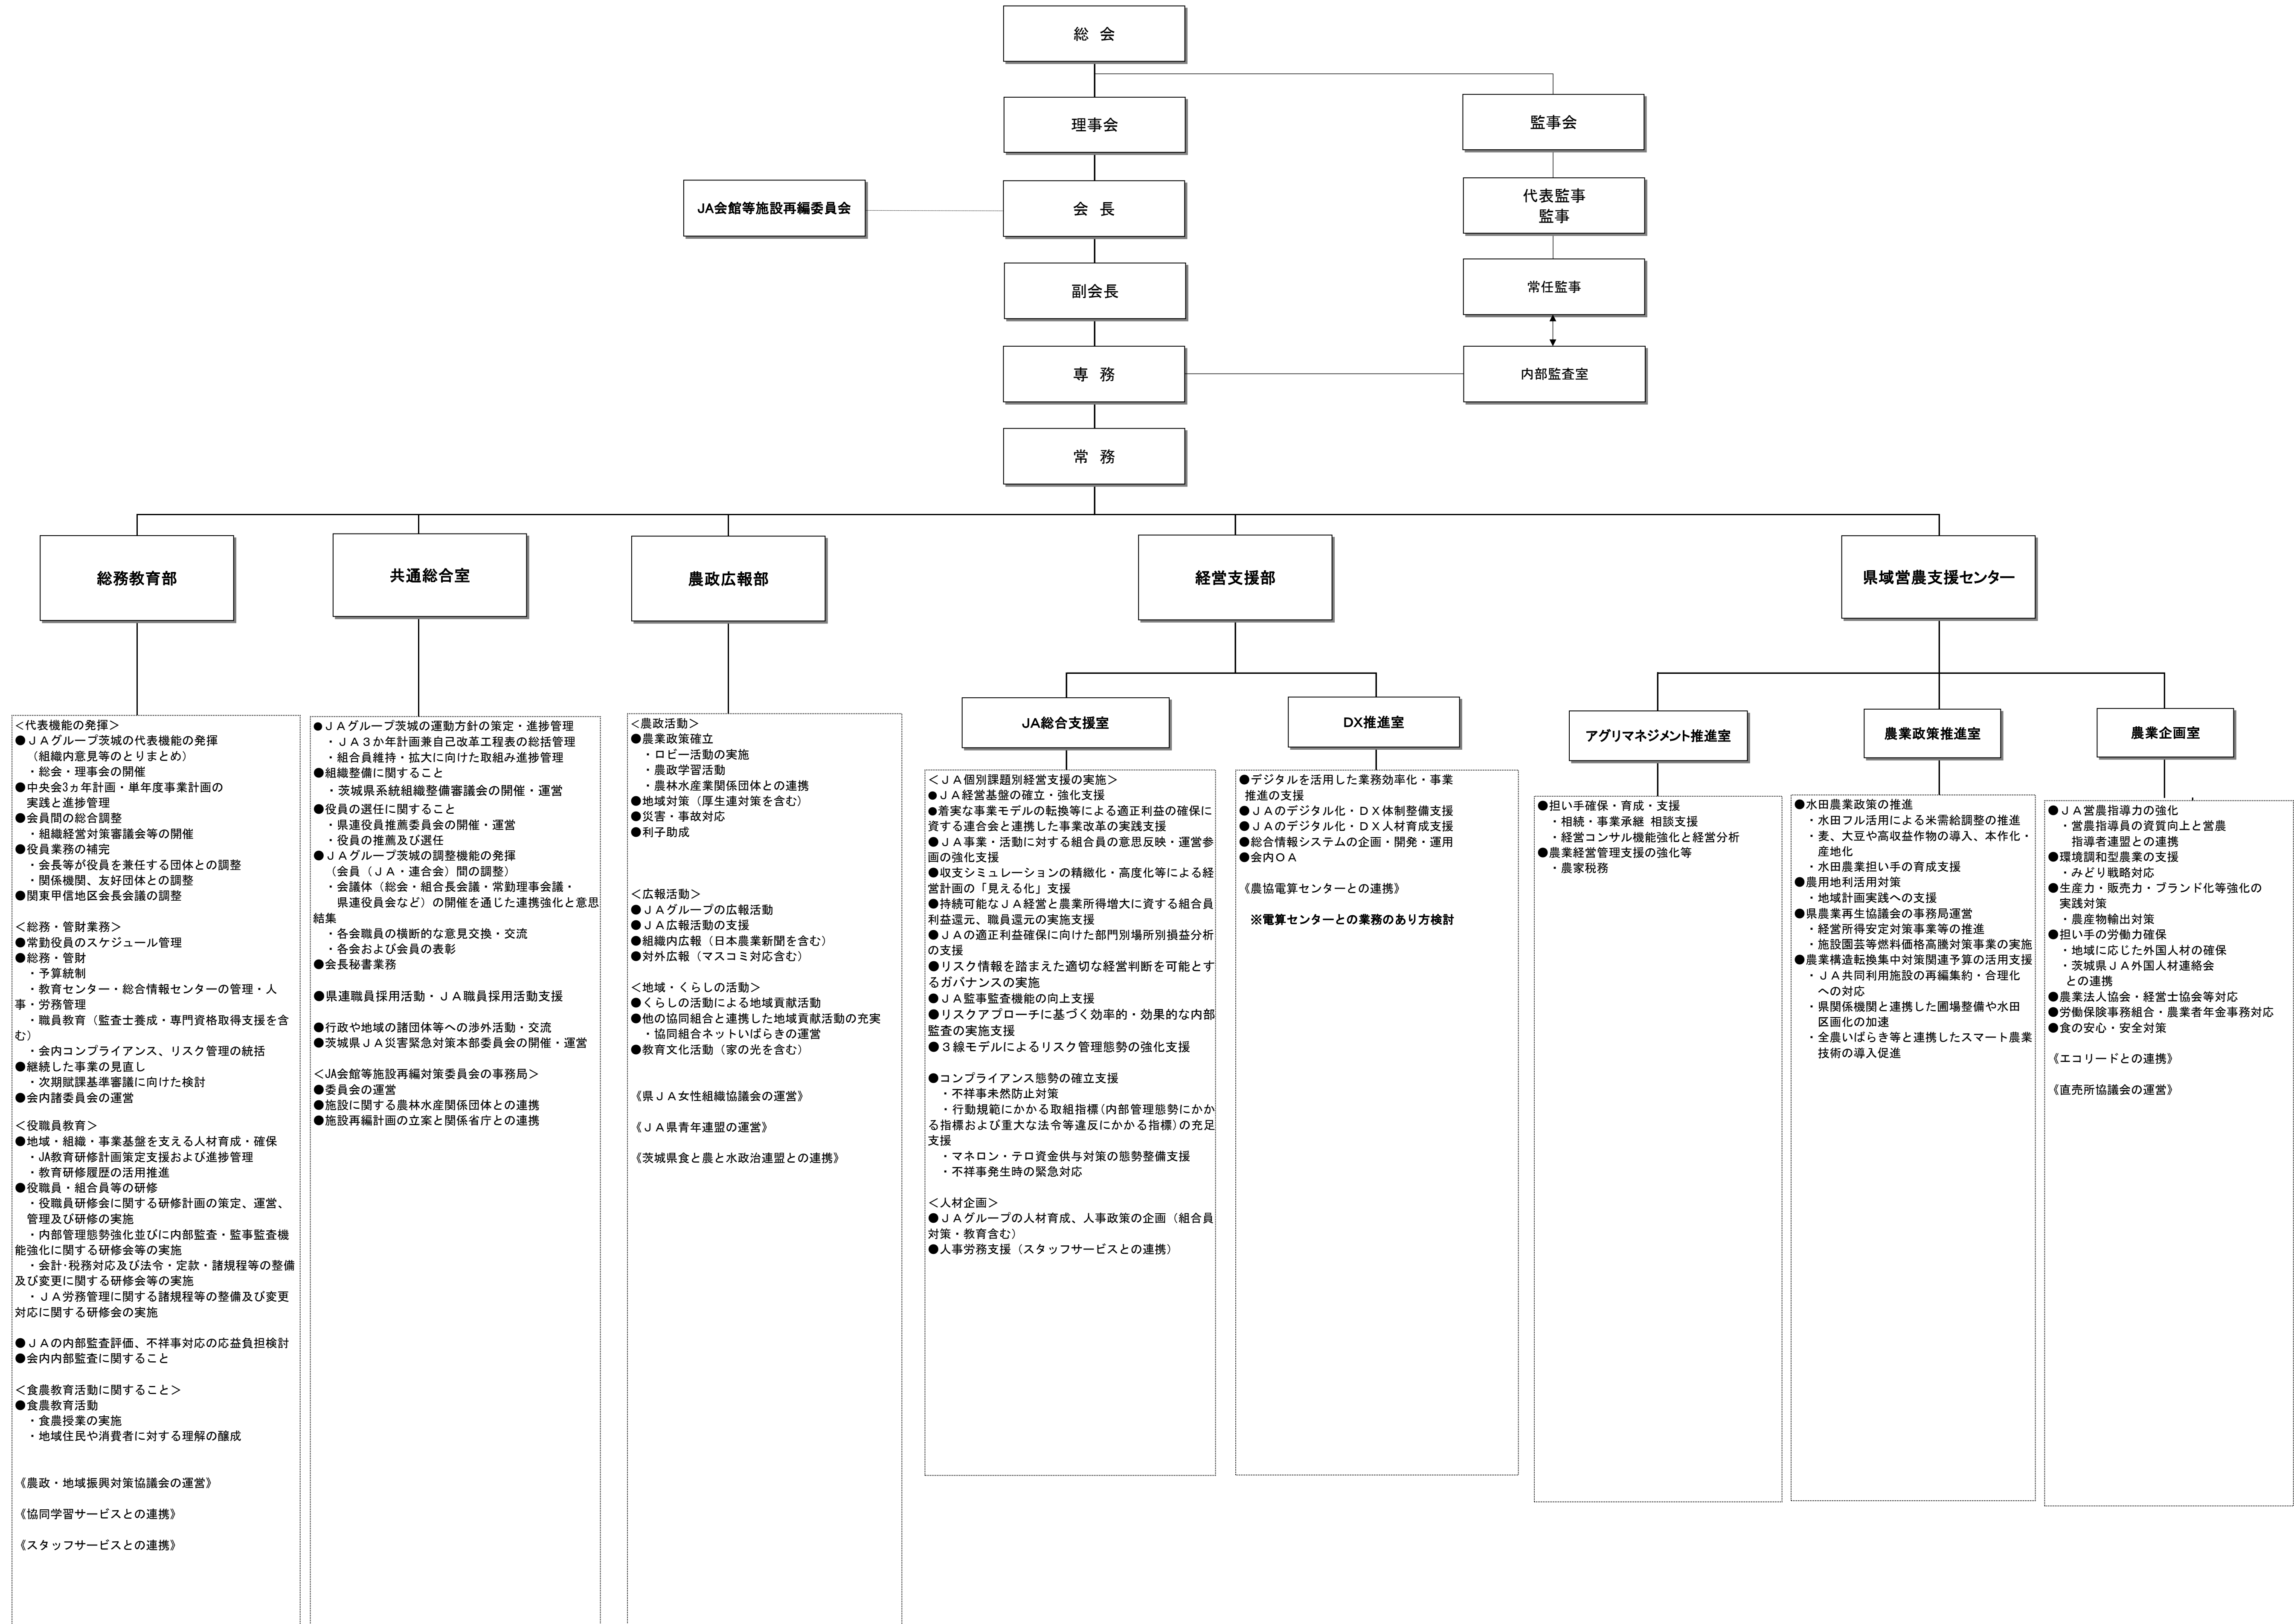 総 会
理事会
監事会
JA会館等施設再編委員会
会 長
代表監事
監事
副会長
常任監事
専 務
内部監査室
常 務
総務教育部
共通総合室
農政広報部
経営支援部
県域営農支援センター
＜代表機能の発揮＞
●ＪＡグループ茨城の代表機能の発揮
（組織内意見等のとりまとめ）
・総会・理事会の開催
●中央会3ヵ年計画・単年度事業計画の
実践と進捗管理
●会員間の総合調整
・組織経営対策審議会等の開催
●役員業務の補完
・会長等が役員を兼任する団体との調整
・関係機関、友好団体との調整
●関東甲信地区会長会議の調整
＜総務・管財業務＞
●常勤役員のスケジュール管理
●総務・管財
・予算統制
・教育センター・総合情報センターの管理・人
事・労務管理
・職員教育（監査士養成・専門資格取得支援を含
む）
・会内コンプライアンス、リスク管理の統括
●継続した事業の見直し
・次期賦課基準審議に向けた検討
●会内諸委員会の運営
＜役職員教育＞
●地域・組織・事業基盤を支える人材育成・確保
・JA教育研修計画策定支援および進捗管理
・教育研修履歴の活用推進
●役職員・組合員等の研修
・役職員研修会に関する研修計画の策定、運営、
管理及び研修の実施
・内部管理態勢強化並びに内部監査・監事監査機
能強化に関する研修会等の実施
・会計･税務対応及び法令・定款・諸規程等の整備
及び変更に関する研修会等の実施
・ＪＡ労務管理に関する諸規程等の整備及び変更
対応に関する研修会の実施
●ＪＡの内部監査評価、不祥事対応の応益負担検討
●会内内部監査に関すること
＜食農教育活動に関すること＞
●食農教育活動
・食農授業の実施
・地域住民や消費者に対する理解の醸成
《農政・地域振興対策協議会の運営》
《協同学習サービスとの連携》
《スタッフサービスとの連携》
●ＪＡグループ茨城の運動方針の策定・進捗管理
・ＪＡ３か年計画兼自己改革工程表の総括管理
・組合員維持・拡大に向けた取組み進捗管理
●組織整備に関すること
・茨城県系統組織整備審議会の開催・運営
●役員の選任に関すること
・県連役員推薦委員会の開催・運営
・役員の推薦及び選任
●ＪＡグループ茨城の調整機能の発揮
（会員（ＪＡ・連合会）間の調整）
・会議体（総会・組合長会議・常勤理事会議・
県連役員会など）の開催を通じた連携強化と意思
結集
・各会職員の横断的な意見交換・交流
・各会および会員の表彰
●会長秘書業務
●県連職員採用活動・ＪＡ職員採用活動支援
●行政や地域の諸団体等への渉外活動・交流
●茨城県ＪＡ災害緊急対策本部委員会の開催・運営
＜JA会館等施設再編対策委員会の事務局＞
●委員会の運営
●施設に関する農林水産関係団体との連携
●施設再編計画の立案と関係省庁との連携
＜農政活動＞
●農業政策確立
・ロビー活動の実施
・農政学習活動
・農林水産業関係団体との連携
●地域対策（厚生連対策を含む）
●災害・事故対応
●利子助成
＜広報活動＞
●ＪＡグループの広報活動
●ＪＡ広報活動の支援
●組織内広報（日本農業新聞を含む）
●対外広報（マスコミ対応含む）
＜地域・くらしの活動＞
●くらしの活動による地域貢献活動
●他の協同組合と連携した地域貢献活動の充実
・協同組合ネットいばらきの運営
●教育文化活動（家の光を含む）
《県ＪＡ女性組織協議会の運営》
《ＪＡ県青年連盟の運営》
《茨城県食と農と水政治連盟との連携》
JA総合支援室
＜ＪＡ個別課題別経営支援の実施＞
●ＪＡ経営基盤の確立・強化支援
●着実な事業モデルの転換等による適正利益の確保に
資する連合会と連携した事業改革の実践支援
●ＪＡ事業・活動に対する組合員の意思反映・運営参
画の強化支援
●収支シミュレーションの精緻化・高度化等による経
営計画の「見える化」支援
●持続可能なＪＡ経営と農業所得増大に資する組合員
利益還元、職員還元の実施支援
●ＪＡの適正利益確保に向けた部門別場所別損益分析
の支援
●リスク情報を踏まえた適切な経営判断を可能とす
るガバナンスの実施
●ＪＡ監事監査機能の向上支援
●リスクアプローチに基づく効率的・効果的な内部
監査の実施支援
●３線モデルによるリスク管理態勢の強化支援
●コンプライアンス態勢の確立支援
・不祥事未然防止対策
・行動規範にかかる取組指標(内部管理態勢にかか
る指標および重大な法令等違反にかかる指標)の充足
支援
・マネロン・テロ資金供与対策の態勢整備支援
・不祥事発生時の緊急対応
＜人材企画＞
●ＪＡグループの人材育成、人事政策の企画（組合員
対策・教育含む）
●人事労務支援（スタッフサービスとの連携）
DX推進室
●デジタルを活用した業務効率化・事業
推進の支援
●ＪＡのデジタル化・ＤＸ体制整備支援
●ＪＡのデジタル化・ＤＸ人材育成支援
●総合情報システムの企画・開発・運用
●会内ＯＡ
《農協電算センターとの連携》
※電算センターとの業務のあり方検討
アグリマネジメント推進室
●担い手確保・育成・支援
・相続・事業承継 相談支援
・経営コンサル機能強化と経営分析
●農業経営管理支援の強化等
・農家税務
農業政策推進室
●水田農業政策の推進
・水田フル活用による米需給調整の推進
・麦、大豆や高収益作物の導入、本作化・
産地化
・水田農業担い手の育成支援
●農用地利活用対策
・地域計画実践への支援
●県農業再生協議会の事務局運営
・経営所得安定対策事業等の推進
・施設園芸等燃料価格高騰対策事業の実施
●農業構造転換集中対策関連予算の活用支援
・ＪＡ共同利用施設の再編集約・合理化
への対応
・県関係機関と連携した圃場整備や水田
区画化の加速
・全農いばらき等と連携したスマート農業
技術の導入促進
農業企画室
●ＪＡ営農指導力の強化
・営農指導員の資質向上と営農
指導者連盟との連携
●環境調和型農業の支援
・みどり戦略対応
●生産力・販売力・ブランド化等強化の
実践対策
・農産物輸出対策
●担い手の労働力確保
・地域に応じた外国人材の確保
・茨城県ＪＡ外国人材連絡会
との連携
●農業法人協会・経営士協会等対応
●労働保険事務組合・農業者年金事務対応
●食の安心・安全対策
《エコリードとの連携》
《直売所協議会の運営》